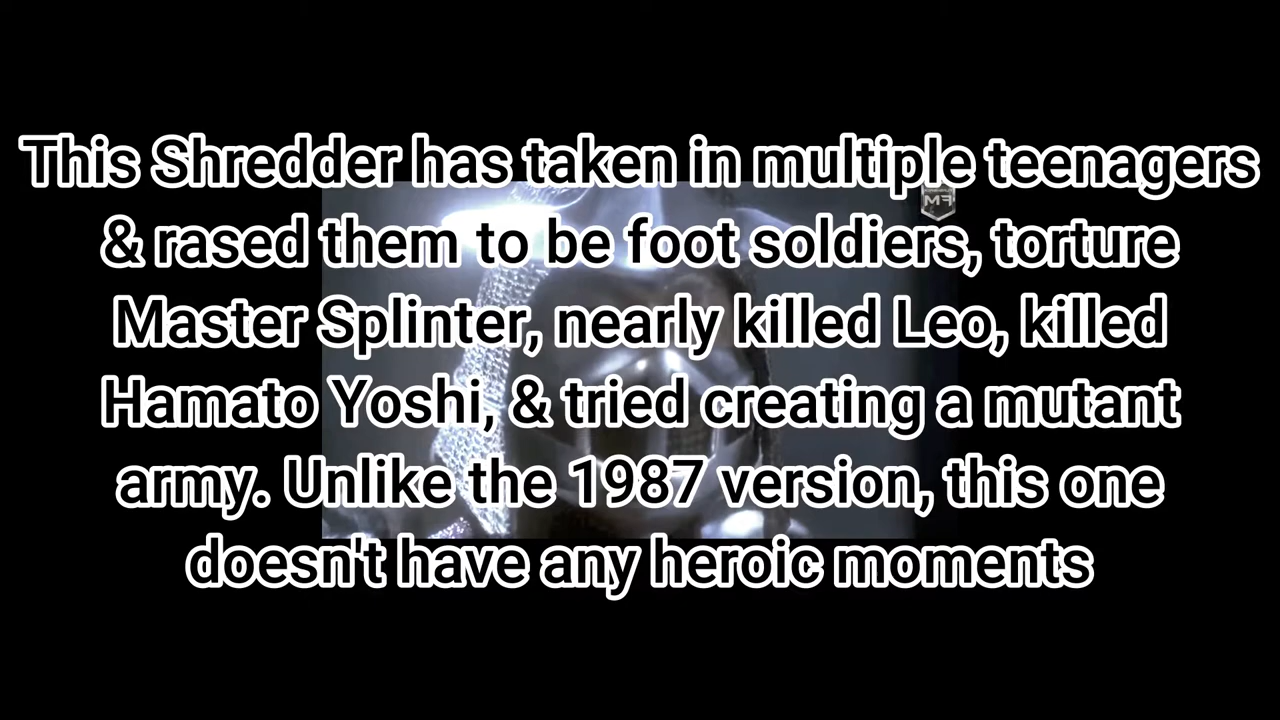 This Shredder has taken in multiple teenagers
& rased them to be foot soldiers, torture
Master Splinter, nearly killed Leo, killed
Hamato Yoshi, & tried creating a mutant
army. Unlike the 1987 version, this one
doesn't have any heroic moments